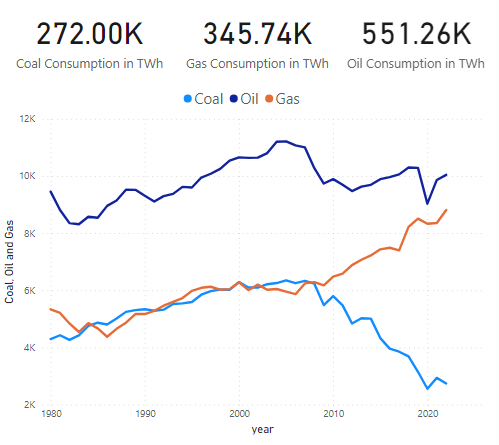 272.00K 345.74K 551.26K
Coal Consumption in TWh Gas Consumption in TWh Oil Consumption in TWh
Coal Oil Gas
12K
10K
8K
6K
4K
2K
Coal, Oil and Gas
1980 1990 2000 2010 2020
year